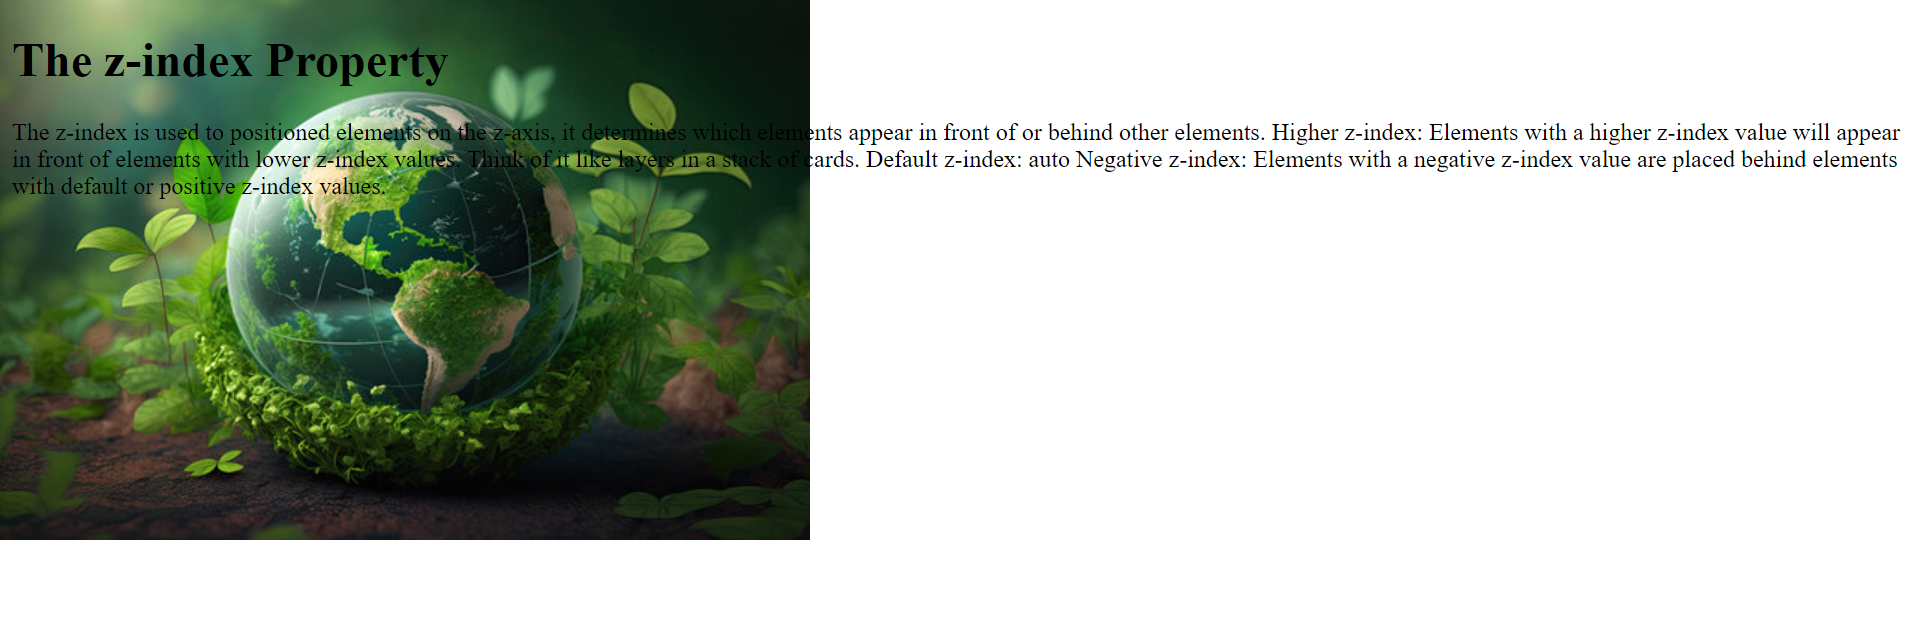 The z-index Property
The z-index is used to positioned elements on the z-axis, it determines which elements appear in front of or behind other elements. Higher z-index: Elements with a higher z-index value will appear
in front of elements with lower z-index values. Think of it like layers in a stack of cards. Default z-index: auto Negative z-index: Elements with a negative z-index value are placed behind elements
with default or positive z-index values.